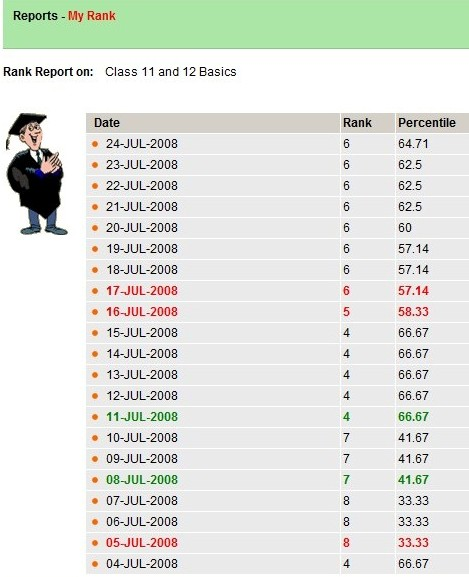 Reports - My Rank
Rank Report on: Class 11 and 12 Basics
Date Rank Percentile
24-JUL-2008 6 64.71
23-JUL-2008 6 62.5
22-JUL-2008 6 62.5
21-JUL-2008 6 62.5
20-JUL-2008 6 60
19-JUL-2008 6 57.14
18-JUL-2008 6 57.14
17-JUL-2008 6 57.14
16-JUL-2008 5 58.33
15-JUL-2008 4 66.67
14-JUL-2008 4 66.67
13-JUL-2008 4 66.67
12-JUL-2008 4 66.67
11-JUL-2008 4 66.67
10-JUL-2008 7 41.67
09-JUL-2008 7 41.67
08-JUL-2008 7 41.67
07-JUL-2008 8 33.33
06-JUL-2008 8 33.33
05-JUL-2008 8 33.33
04-JUL-2008 4 66.67